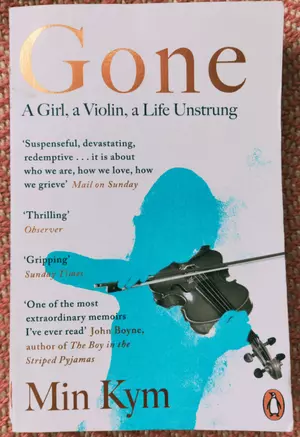 Gone
A Girl, a Violin, a Life Unstrung
‘Suspenseful, devastating,
redemptive . . . it is about
who we are, how we love, how
we grieve’ Mail on Sunday
‘Thrilling’
Observer
‘Gripping’
Sunday Times
‘One of the most
extraordinary memoirs
I’ve ever read’ John Boyne,
author of The Boy in the
Striped Pyjamas
Min Kym